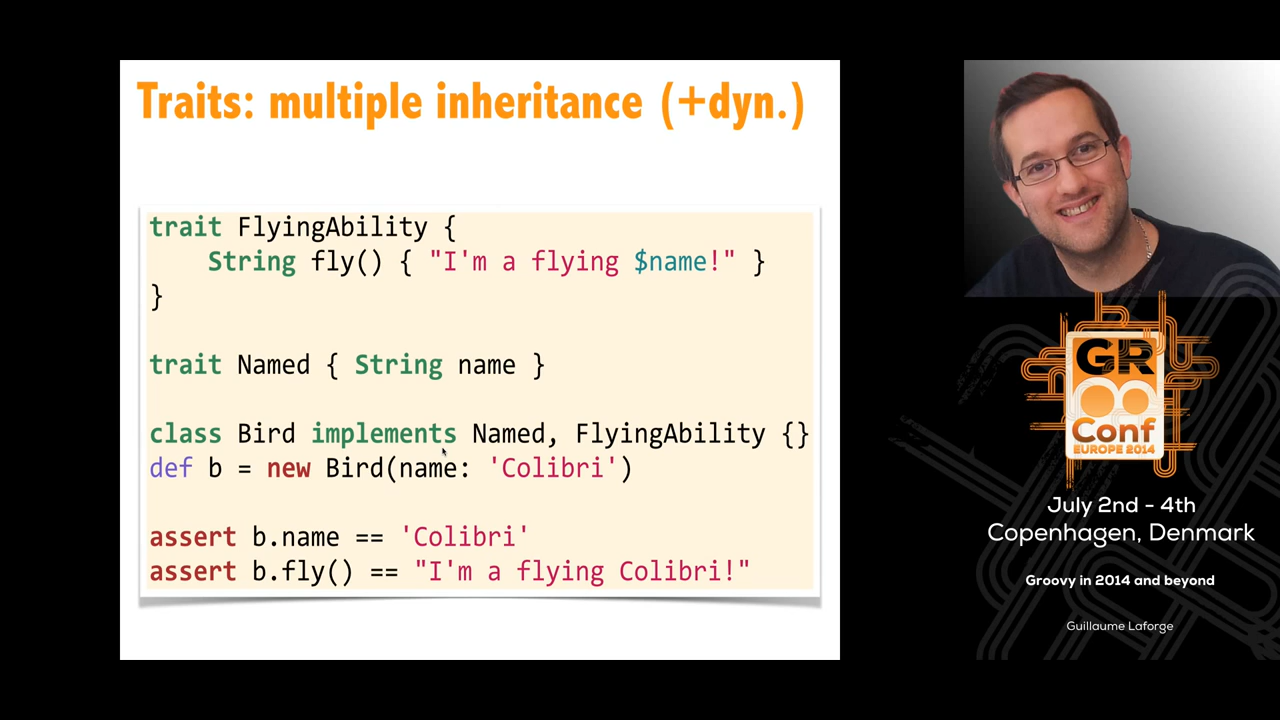 Traits: multiple inheritance (+dyn.)
trait FlyingAbility {
    String fly() { "I'm a flying $name!" }
}
trait Named { String name }
class Bird implements Named, FlyingAbility {}
def b = new Bird(name: 'Colibri')
assert b.name == 'Colibri'
assert b.fly() == "I'm a flying Colibri!"
GR
Conf
EUROPE 2014
July 2nd - 4th
Copenhagen, Denmark
Groovy in 2014 and beyond
Guillaume Laforge